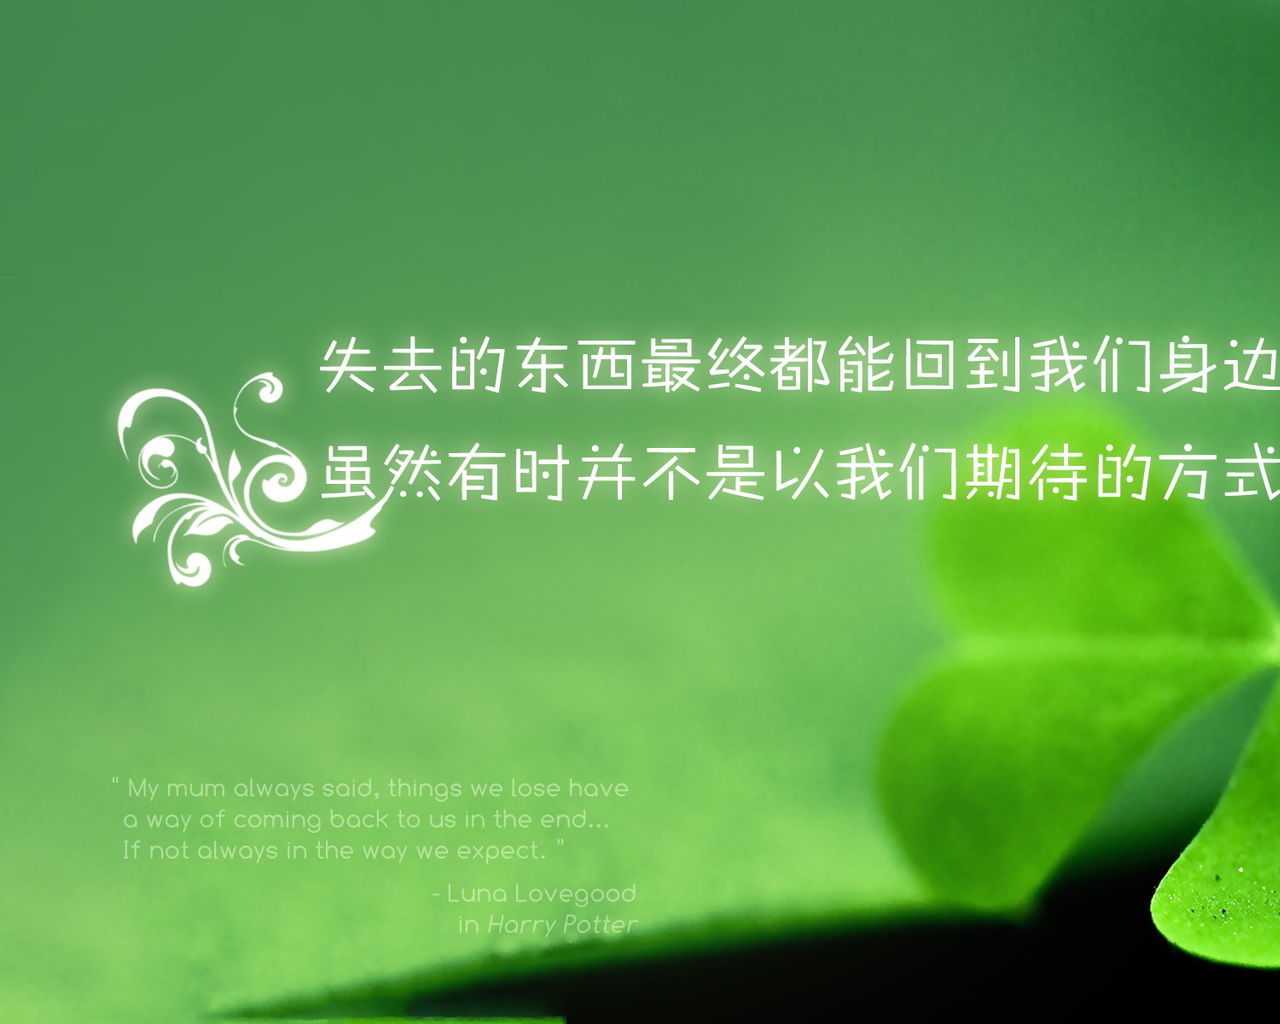 失去的东西最终都能回到我们身边
虽然有时并不是以我们期待的方式
“ My mum always said, things we lose have
a way of coming back to us in the end...
If not always in the way we expect. ”
- Luna Lovegood
in Harry Potter